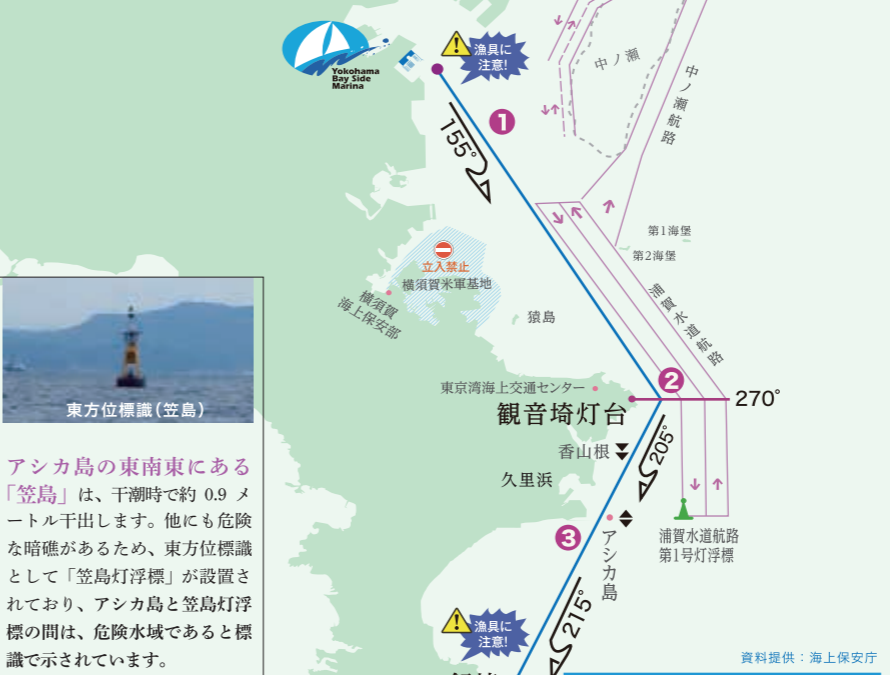 Yokohama
Bay Side
Marina
漁具に
注意!
中ノ瀬
中ノ瀬航路
1
155°
第1海堡
第2海堡
立入禁止
横須賀米軍基地
横須賀
海上保安部
猿島
浦賀水道航路
東京湾海上交通センター
2
270°
観音埼灯台
205°
香山根
久里浜
3
アシカ島
浦賀水道航路
第1号灯浮標
漁具に
注意!
215°
東方位標識(笠島)
アシカ島の東南東にある
「笠島」は、干潮時で約 0.9 メ
ートル干出します。他にも危険
な暗礁があるため、東方位標識
として「笠島灯浮標」が設置さ
れており、アシカ島と笠島灯浮
標の間は、危険水域であると標
識で示されています。
資料提供:海上保安庁